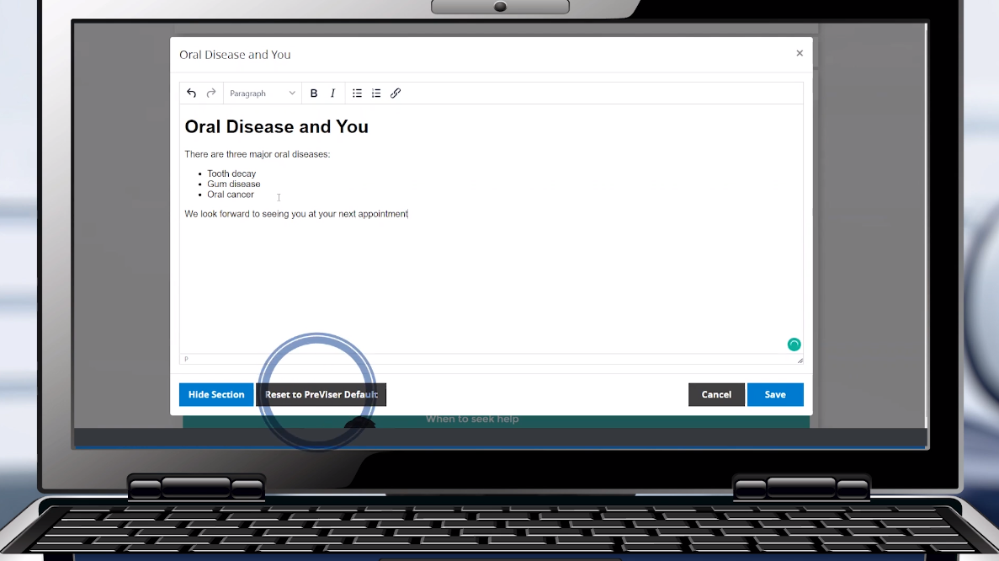 Oral Disease and You
×
Paragraph B I
Oral Disease and You
There are three major oral diseases:
• Tooth decay
• Gum disease
• Oral cancer
We look forward to seeing you at your next appointment
P
Hide Section Reset to PreViser Default Cancel Save
When to seek help